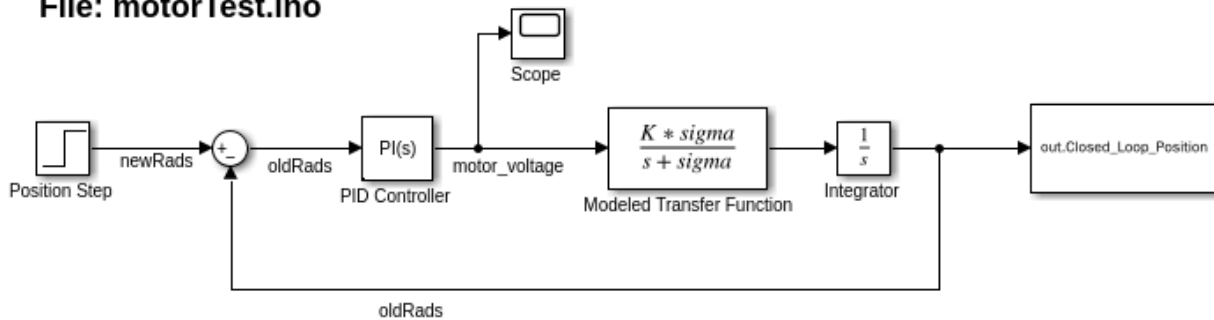 File: motorTest.ino
Scope
+
−
PI(s)
K ∗ sigma
s + sigma
1
s
out.Closed_Loop_Position
newRads
oldRads
motor_voltage
Position Step
PID Controller
Modeled Transfer Function
Integrator
oldRads